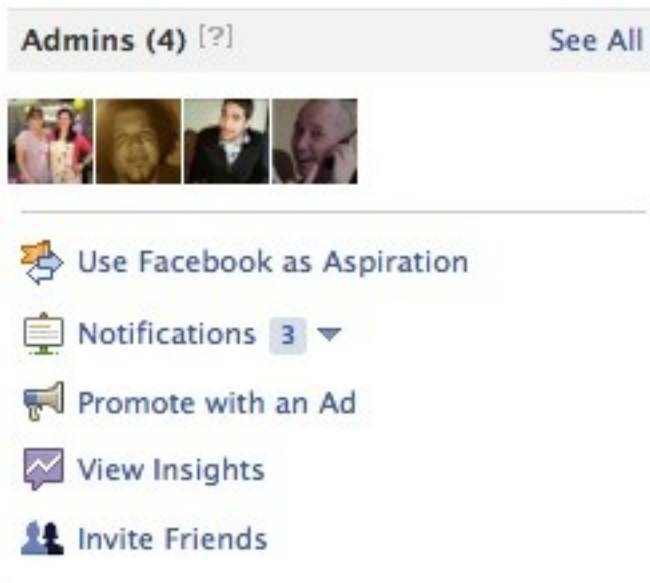 Admins (4) [?] See All
Use Facebook as Aspiration
Notifications 3
Promote with an Ad
View Insights
Invite Friends